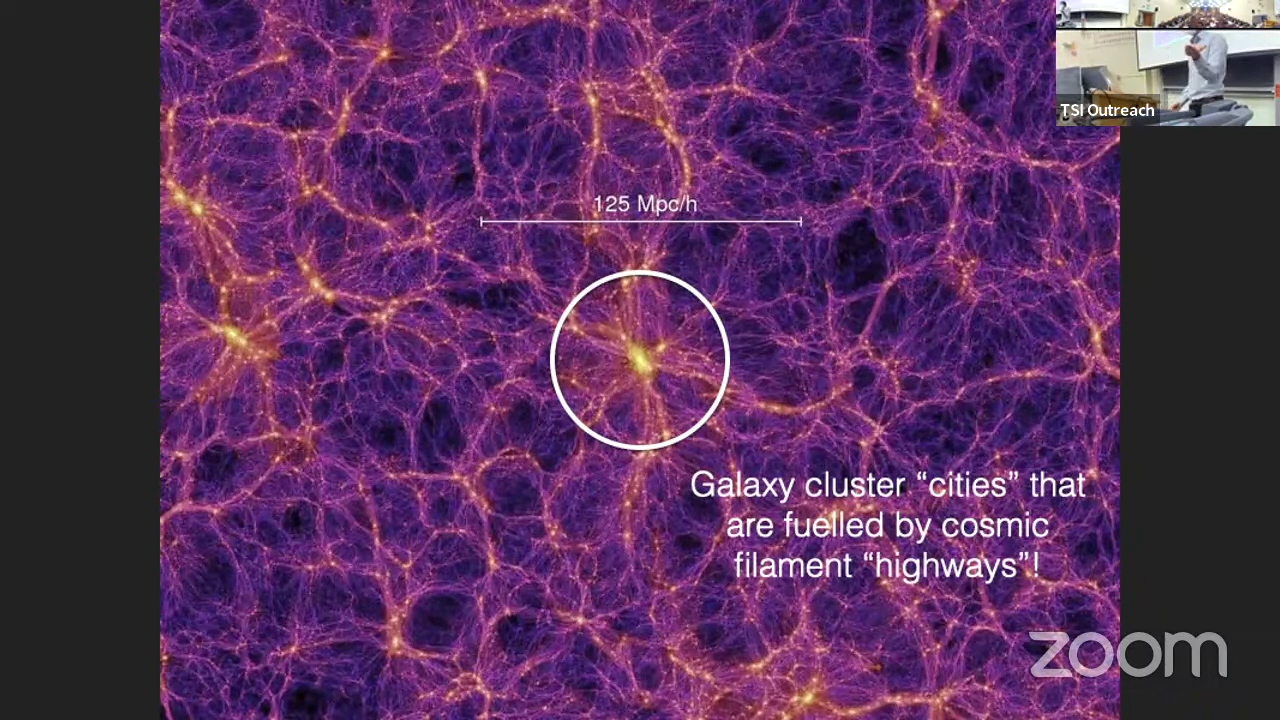 TSI Outreach
125 Mpc/h
Galaxy cluster “cities” that
are fuelled by cosmic
filament “highways”!
zoom